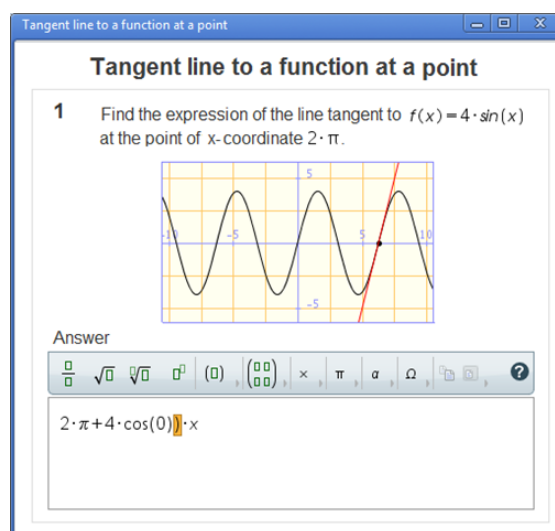 Tangent line to a function at a point
Tangent line to a function at a point
1 Find the expression of the line tangent to f(x)=4·sin(x)
at the point of x-coordinate 2·π.
5
-10 -5 5 10
-5
Answer
√ ∛ (▯) × π α Ω ?
2·π+4·cos(0))·x